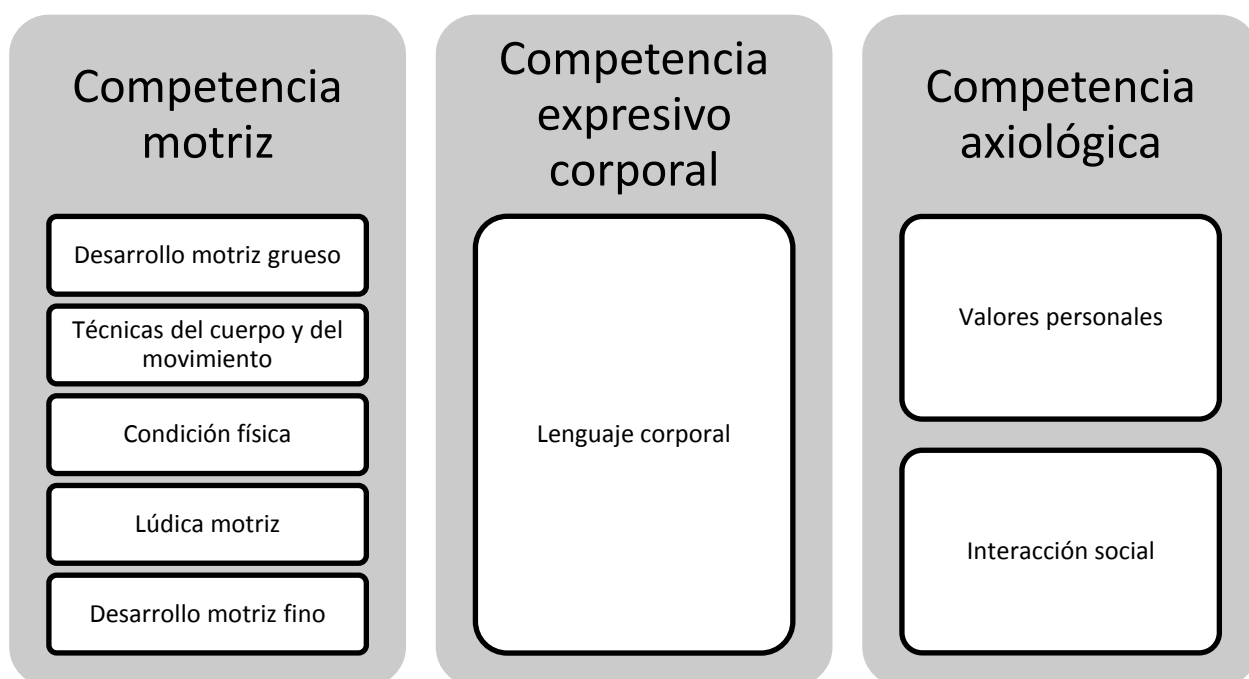 Competencia
motriz
Desarrollo motriz grueso
Técnicas del cuerpo y del
movimiento
Condición física
Lúdica motriz
Desarrollo motriz fino
Competencia
expresivo
corporal
Lenguaje corporal
Competencia
axiológica
Valores personales
Interacción social